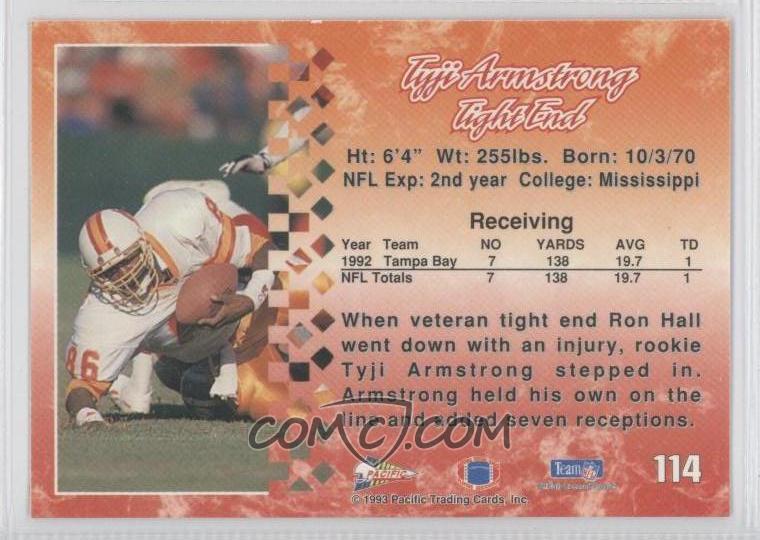 Tyji Armstrong
Tight End
Ht: 6'4" Wt: 255lbs. Born: 10/3/70
NFL Exp: 2nd year College: Mississippi
Receiving
Year Team NO YARDS AVG TD
1992 Tampa Bay 7 138 19.7 1
NFL Totals 7 138 19.7 1
When veteran tight end Ron Hall
went down with an injury, rookie
Tyji Armstrong stepped in.
Armstrong held his own on the
line and added seven receptions.
COMC.COM
86
86
PACIFIC
Team NFL
114
© 1993 Pacific Trading Cards, Inc.